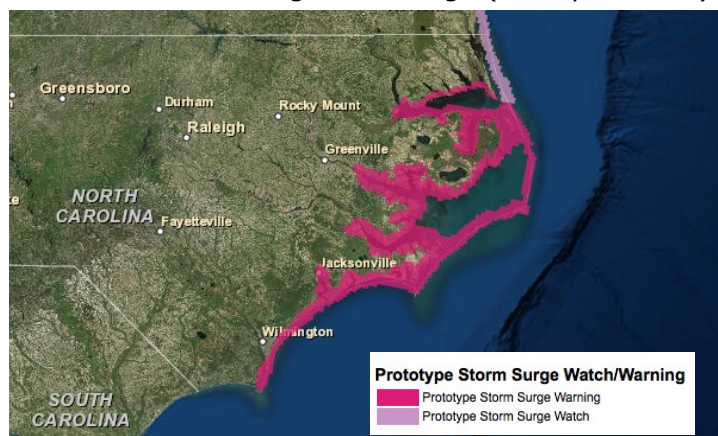 Greensboro
Durham
Rocky Mount
Raleigh
Greenville
NORTH
CAROLINA
Fayetteville
Jacksonville
Wilmington
SOUTH
CAROLINA
Prototype Storm Surge Watch/Warning
Prototype Storm Surge Warning
Prototype Storm Surge Watch